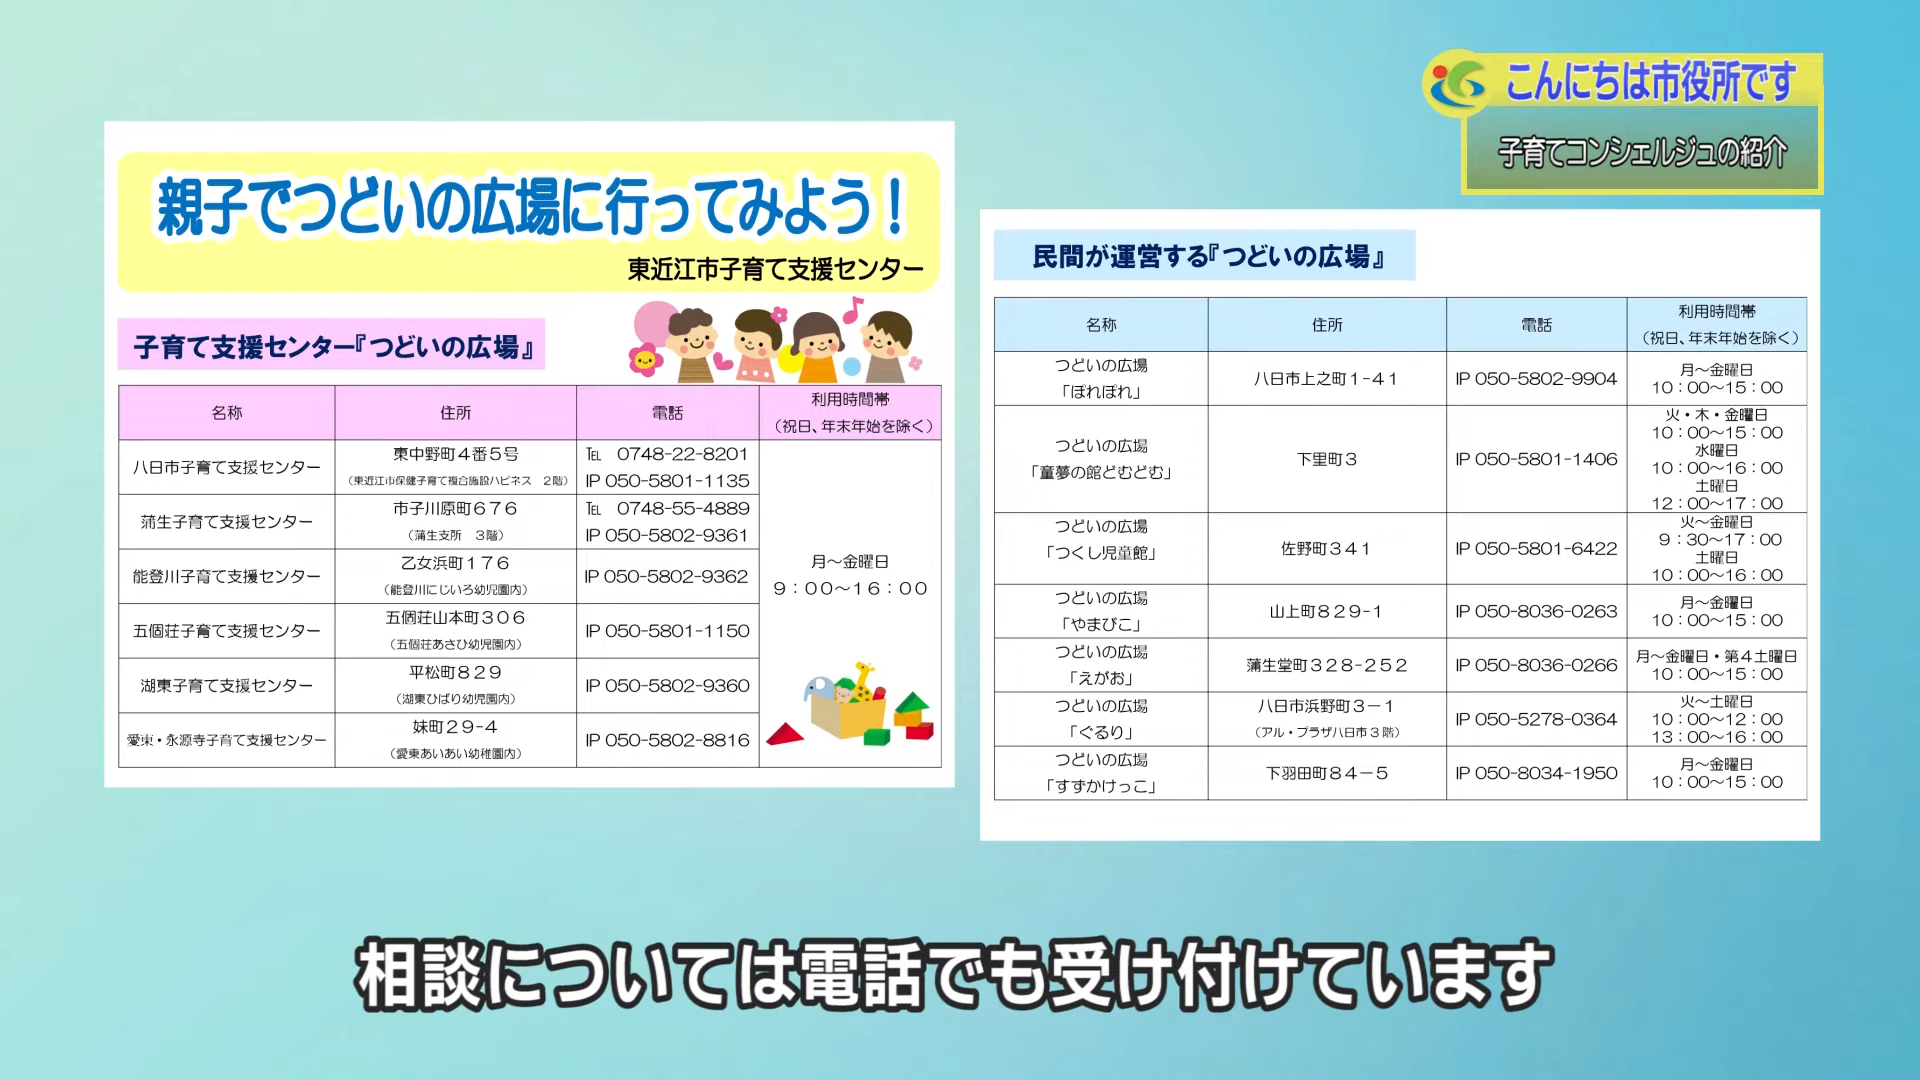 こんにちは市役所です
子育てコンシェルジュの紹介
親子でつどいの広場に行ってみよう！
東近江市子育て支援センター
子育て支援センター『つどいの広場』
名称 住所 電話 利用時間帯
（祝日、年末年始を除く）
八日市子育て支援センター 東中野町４番５号 ℡ 0748-22-8201
（東近江市保健子育て複合施設ハピネス ２階） IP 050-5801-1135
蒲生子育て支援センター 市子川原町６７６ ℡ 0748-55-4889
（蒲生支所 ３階） IP 050-5802-9361
能登川子育て支援センター 乙女浜町１７６ IP 050-5802-9362
（能登川にじいろ幼児園内）
月～金曜日
９：００～１６：００
五個荘子育て支援センター 五個荘山本町３０６ IP 050-5801-1150
（五個荘あさひ幼児園内）
湖東子育て支援センター 平松町８２９ IP 050-5802-9360
（湖東ひばり幼児園内）
愛東・永源寺子育て支援センター 妹町２９-４ IP 050-5802-8816
（愛東あいあい幼稚園内）
民間が運営する『つどいの広場』
名称 住所 電話 利用時間帯
（祝日、年末年始を除く）
つどいの広場
「ぽれぽれ」 八日市上之町１-４１ IP 050-5802-9904 月～金曜日
１０：００～１５：００
つどいの広場
「童夢の館どむどむ」 下里町３ IP 050-5801-1406 火・木・金曜日
１０：００～１５：００
水曜日
１０：００～１６：００
土曜日
１２：００～１７：００
つどいの広場
「つくし児童館」 佐野町３４１ IP 050-5801-6422 火～金曜日
９：３０～１７：００
土曜日
１０：００～１６：００
つどいの広場
「やまびこ」 山上町８２９-１ IP 050-8036-0263 月～金曜日
１０：００～１５：００
つどいの広場
「えがお」 蒲生堂町３２８-２５２ IP 050-8036-0266 月～金曜日・第４土曜日
１０：００～１５：００
つどいの広場
「ぐるり」 八日市浜野町３－１ IP 050-5278-0364 火～土曜日
（アル・プラザ八日市３階） １０：００～１２：００
１３：００～１６：００
つどいの広場
「すずかけっこ」 下羽田町８４－５ IP 050-8034-1950 月～金曜日
１０：００～１５：００
相談については電話でも受け付けています